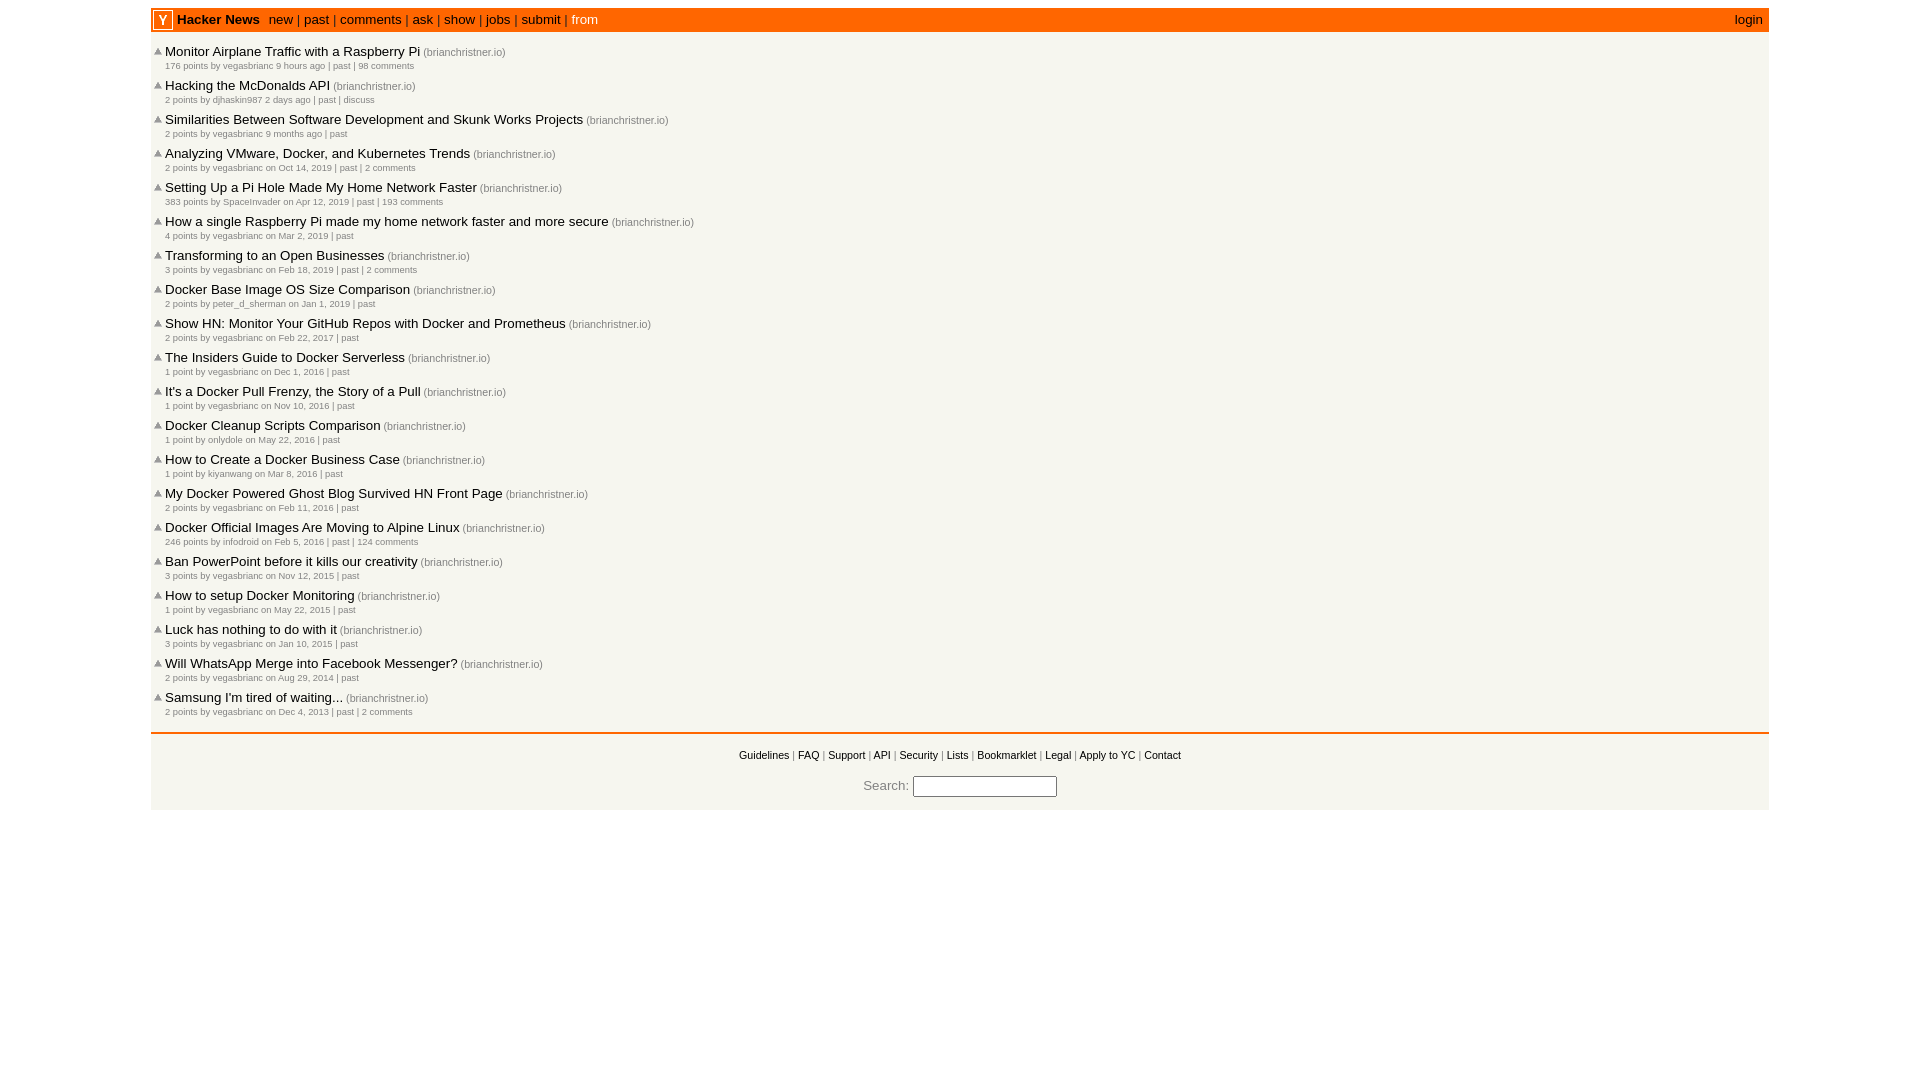 Y Hacker News new | past | comments | ask | show | jobs | submit | from login
Monitor Airplane Traffic with a Raspberry Pi (brianchristner.io)
176 points by vegasbrianc 9 hours ago | past | 98 comments
Hacking the McDonalds API (brianchristner.io)
2 points by djhaskin987 2 days ago | past | discuss
Similarities Between Software Development and Skunk Works Projects (brianchristner.io)
2 points by vegasbrianc 9 months ago | past
Analyzing VMware, Docker, and Kubernetes Trends (brianchristner.io)
2 points by vegasbrianc on Oct 14, 2019 | past | 2 comments
Setting Up a Pi Hole Made My Home Network Faster (brianchristner.io)
383 points by SpaceInvader on Apr 12, 2019 | past | 193 comments
How a single Raspberry Pi made my home network faster and more secure (brianchristner.io)
4 points by vegasbrianc on Mar 2, 2019 | past
Transforming to an Open Businesses (brianchristner.io)
3 points by vegasbrianc on Feb 18, 2019 | past | 2 comments
Docker Base Image OS Size Comparison (brianchristner.io)
2 points by peter_d_sherman on Jan 1, 2019 | past
Show HN: Monitor Your GitHub Repos with Docker and Prometheus (brianchristner.io)
2 points by vegasbrianc on Feb 22, 2017 | past
The Insiders Guide to Docker Serverless (brianchristner.io)
1 point by vegasbrianc on Dec 1, 2016 | past
It's a Docker Pull Frenzy, the Story of a Pull (brianchristner.io)
1 point by vegasbrianc on Nov 10, 2016 | past
Docker Cleanup Scripts Comparison (brianchristner.io)
1 point by onlydole on May 22, 2016 | past
How to Create a Docker Business Case (brianchristner.io)
1 point by kiyanwang on Mar 8, 2016 | past
My Docker Powered Ghost Blog Survived HN Front Page (brianchristner.io)
2 points by vegasbrianc on Feb 11, 2016 | past
Docker Official Images Are Moving to Alpine Linux (brianchristner.io)
246 points by infodroid on Feb 5, 2016 | past | 124 comments
Ban PowerPoint before it kills our creativity (brianchristner.io)
3 points by vegasbrianc on Nov 12, 2015 | past
How to setup Docker Monitoring (brianchristner.io)
1 point by vegasbrianc on May 22, 2015 | past
Luck has nothing to do with it (brianchristner.io)
3 points by vegasbrianc on Jan 10, 2015 | past
Will WhatsApp Merge into Facebook Messenger? (brianchristner.io)
2 points by vegasbrianc on Aug 29, 2014 | past
Samsung I'm tired of waiting... (brianchristner.io)
2 points by vegasbrianc on Dec 4, 2013 | past | 2 comments
Guidelines | FAQ | Support | API | Security | Lists | Bookmarklet | Legal | Apply to YC | Contact
Search: